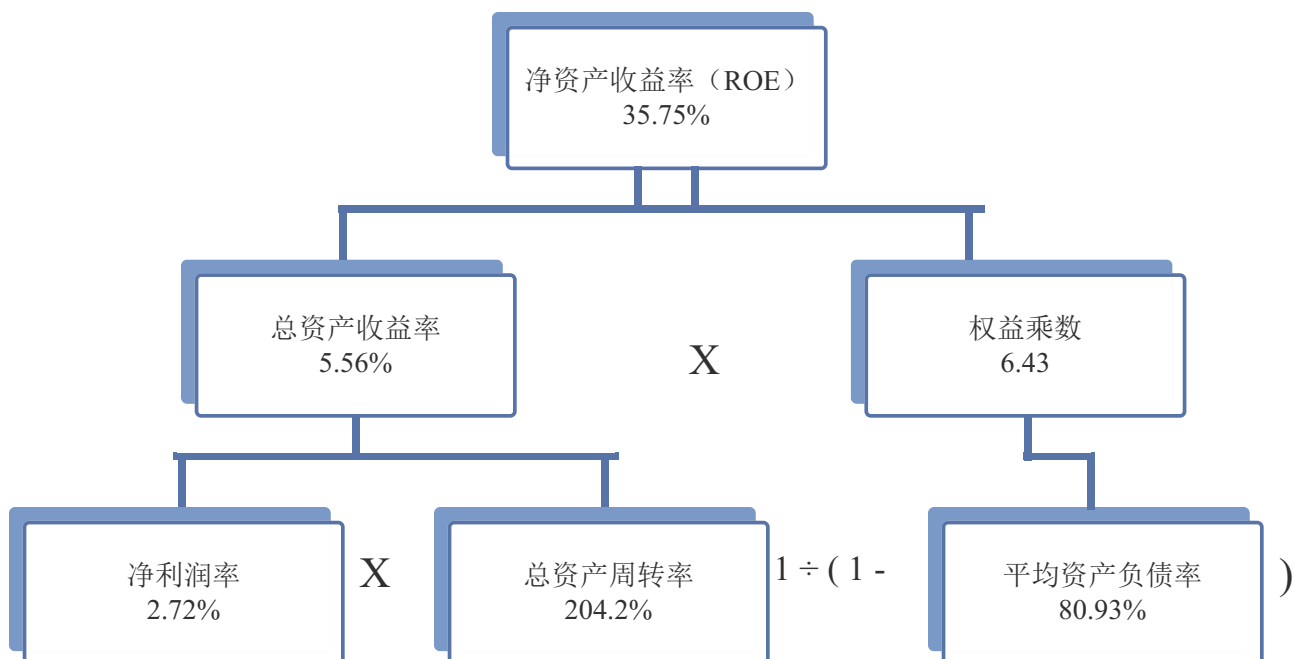 净资产收益率（ROE）
35.75%
总资产收益率
5.56%
X
权益乘数
6.43
净利润率
2.72%
X
总资产周转率
204.2%
1 ÷ ( 1 -
平均资产负债率
80.93%
)